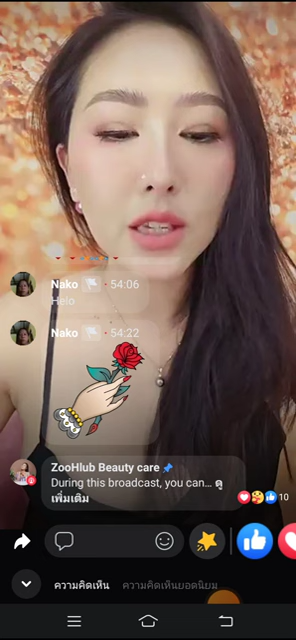 Nako · 54:06
Helo
Nako · 54:22
ZooHlub Beauty care
During this broadcast, you can... ดู
เพิ่มเติม
10
ความคิดเห็น ความคิดเห็นยอดนิยม